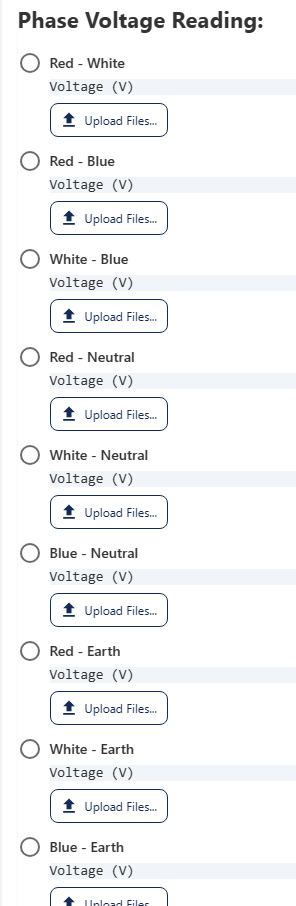 Phase Voltage Reading:
Red - White
Voltage (V)
Upload Files...
Red - Blue
Voltage (V)
Upload Files...
White - Blue
Voltage (V)
Upload Files...
Red - Neutral
Voltage (V)
Upload Files...
White - Neutral
Voltage (V)
Upload Files...
Blue - Neutral
Voltage (V)
Upload Files...
Red - Earth
Voltage (V)
Upload Files...
White - Earth
Voltage (V)
Upload Files...
Blue - Earth
Voltage (V)
Upload Files...